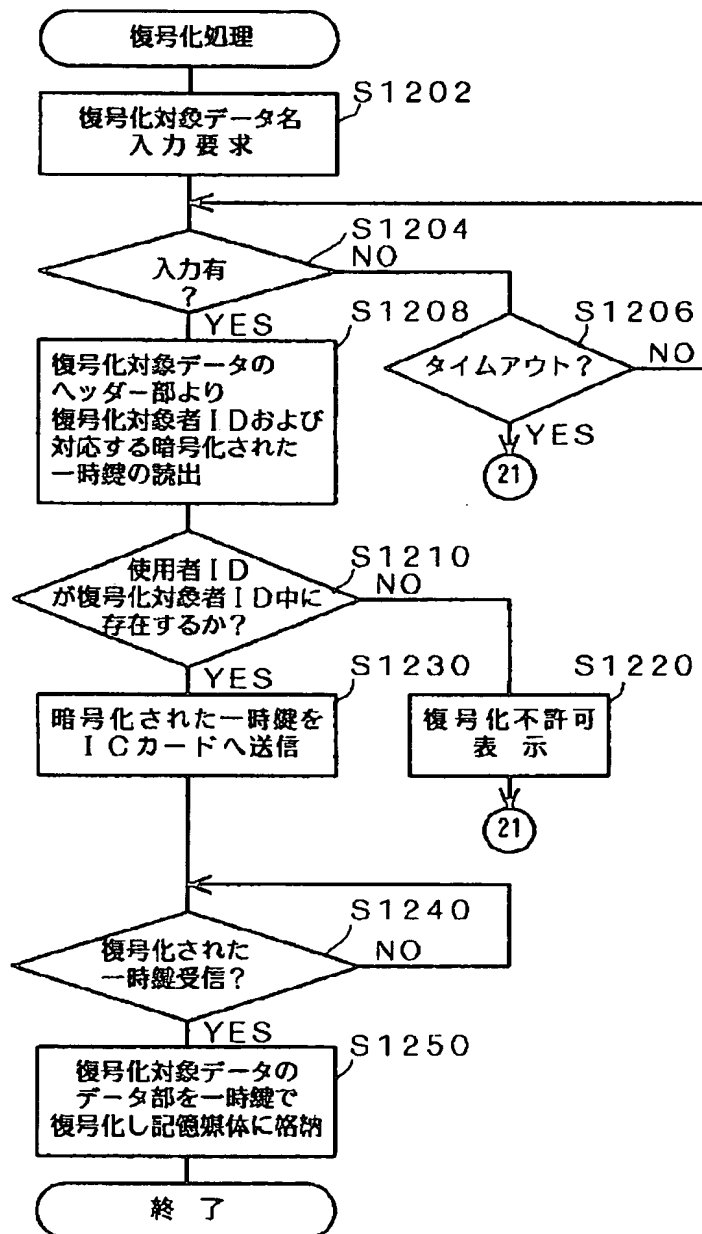 復号化処理
S1202
復号化対象データ名
入力要求
S1204
入力有
?
NO
YES
S1208
S1206
タイムアウト?
NO
YES
21
復号化対象データの
ヘッダー部より
復号化対象者IDおよび
対応する暗号化された
一時鍵の読出
S1210
使用者ID
が復号化対象者ID中に
存在するか?
NO
YES
S1230
S1220
暗号化された一時鍵を
ICカードへ送信
復号化不許可
表示
21
S1240
復号化された
一時鍵受信?
NO
YES
S1250
復号化対象データの
データ部を一時鍵で
復号化し記憶媒体に格納
終了